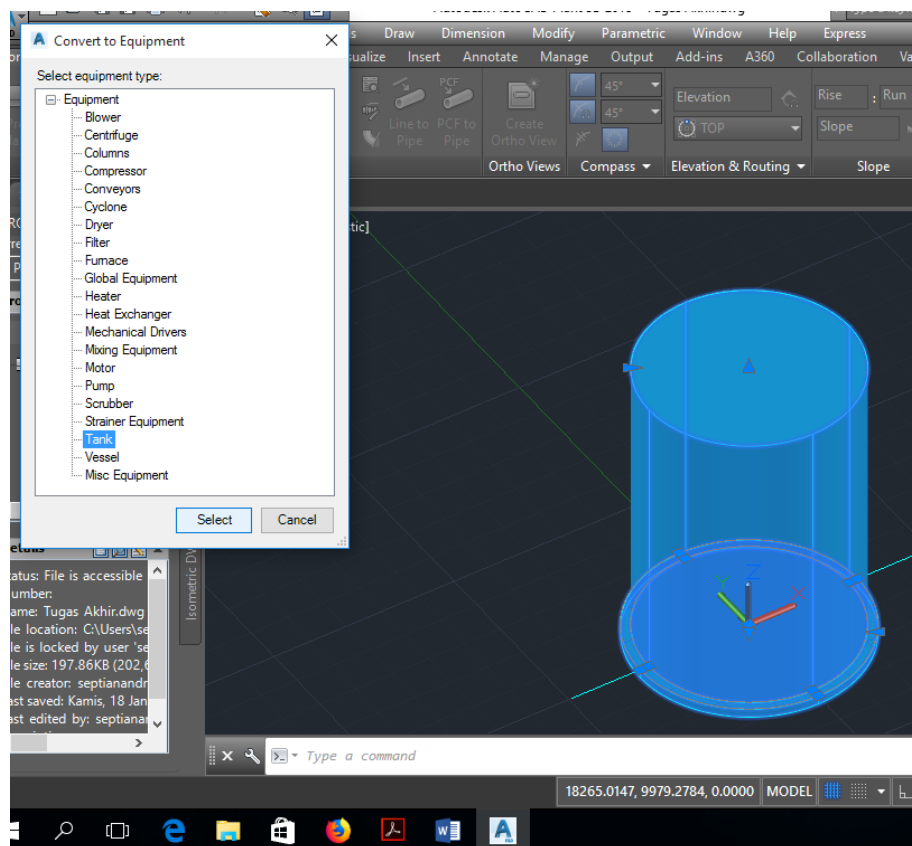 Convert to Equipment
Draw Dimension Modify Parametric Window Help Express
Select equipment type:
Insert Annotate Manage Output Add-ins A360 Collaboration
Equipment
Blower
Centrifuge
Columns
Compressor
Conveyors
Cyclone
Dryer
Filter
Furnace
Global Equipment
Heater
Heat Exchanger
Mechanical Drivers
Mixing Equipment
Motor
Pump
Scrubber
Strainer Equipment
Tank
Vessel
Misc Equipment
Select Cancel
PCF
Line to Pipe
PCF to Pipe
Create Ortho View
45°
45°
Elevation
TOP
Rise : Run
Slope
Ortho Views Compass Elevation & Routing Slope
tic]
Z
Y
X
Isometric DW
atus: File is accessible
umber:
ame: Tugas Akhir.dwg
le location: C:\Users\se
le is locked by user 'se
le size: 197.86KB (202,6
le creator: septianandr
ast saved: Kamis, 18 Jan
ast edited by: septianar
Type a command
18265.0147, 9979.2784, 0.0000 MODEL